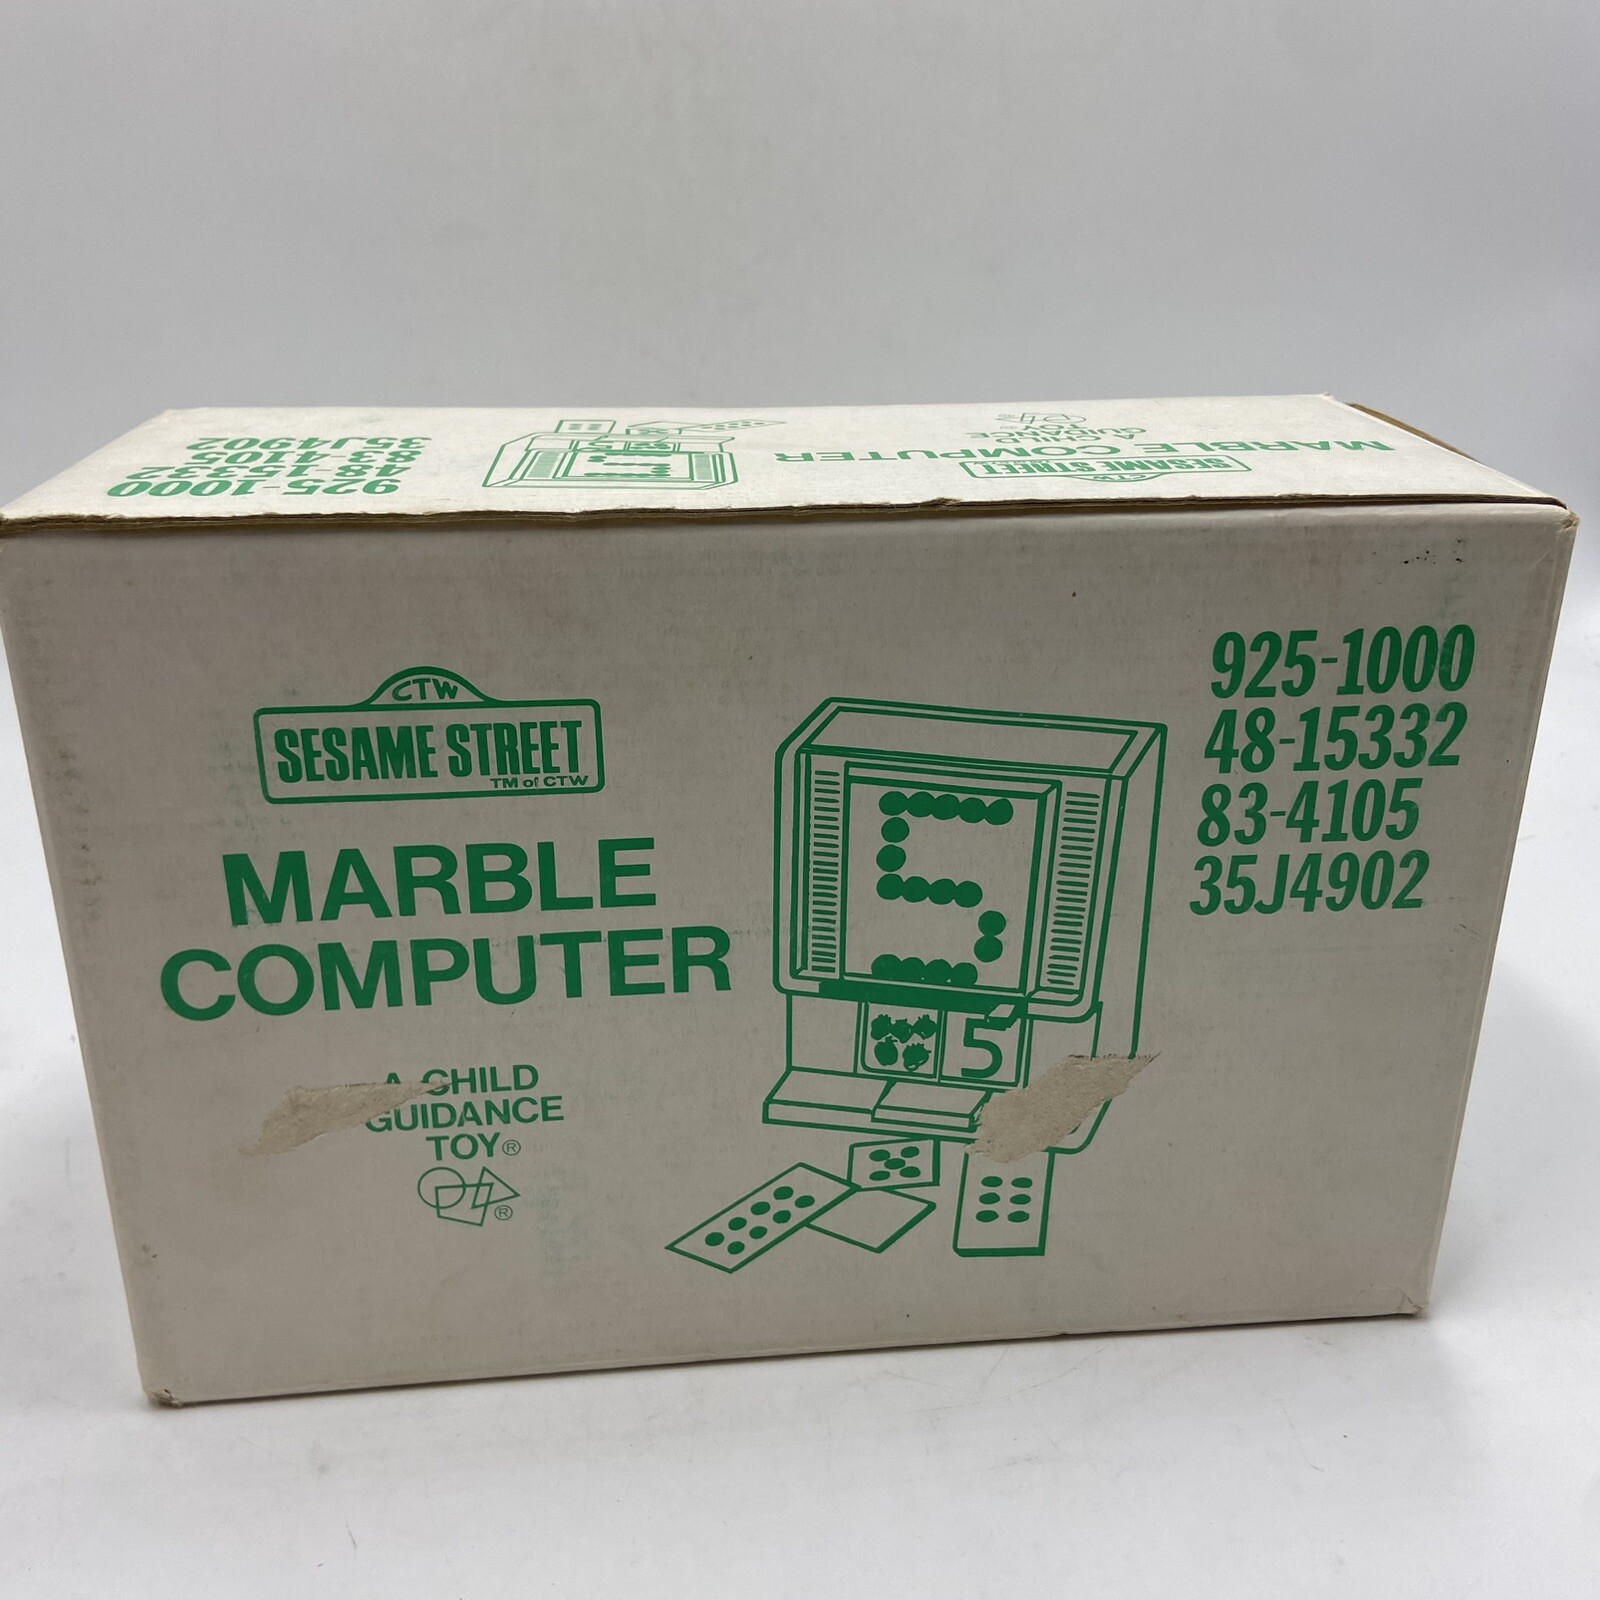 MARBLE COMPUTER
CTW
SESAME STREET
A CHILD
GUIDANCE
TOY®
925-1000
48-15332
83-4105
35J4902
CTW
SESAME STREET
TM of CTW
MARBLE
COMPUTER
A CHILD
GUIDANCE
TOY®
®
5
925-1000
48-15332
83-4105
35J4902